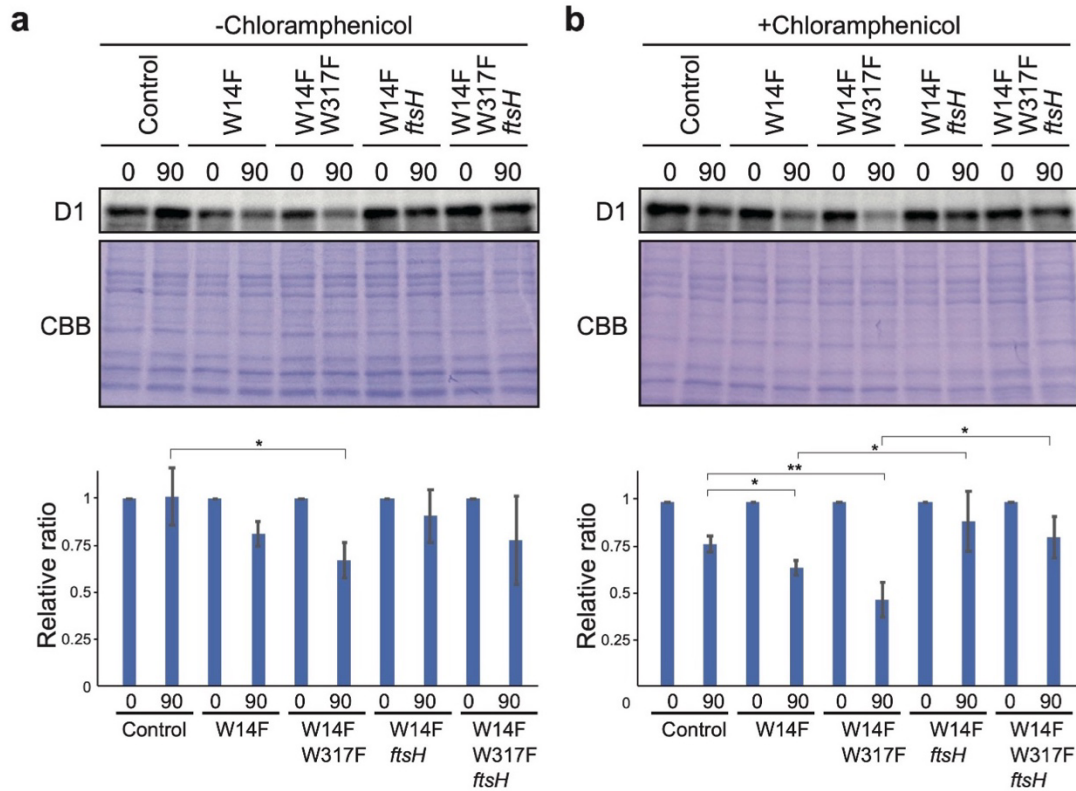 a
-Chloramphenicol
Control
W14F
W14F
W317F
W14F
ftsH
W14F
W317F
ftsH
0 90 0 90 0 90 0 90 0 90
D1
CBB
*
Relative ratio
1
0.75
0.5
0.25
0
0 90 0 90 0 90 0 90 0 90
Control
W14F
W14F
W317F
W14F
ftsH
W14F
W317F
ftsH
b
+Chloramphenicol
Control
W14F
W14F
W317F
W14F
ftsH
W14F
W317F
ftsH
0 90 0 90 0 90 0 90 0 90
D1
CBB
*
*
**
*
Relative ratio
1
0.75
0.5
0.25
0
0 90 0 90 0 90 0 90 0 90
Control
W14F
W14F
W317F
W14F
ftsH
W14F
W317F
ftsH